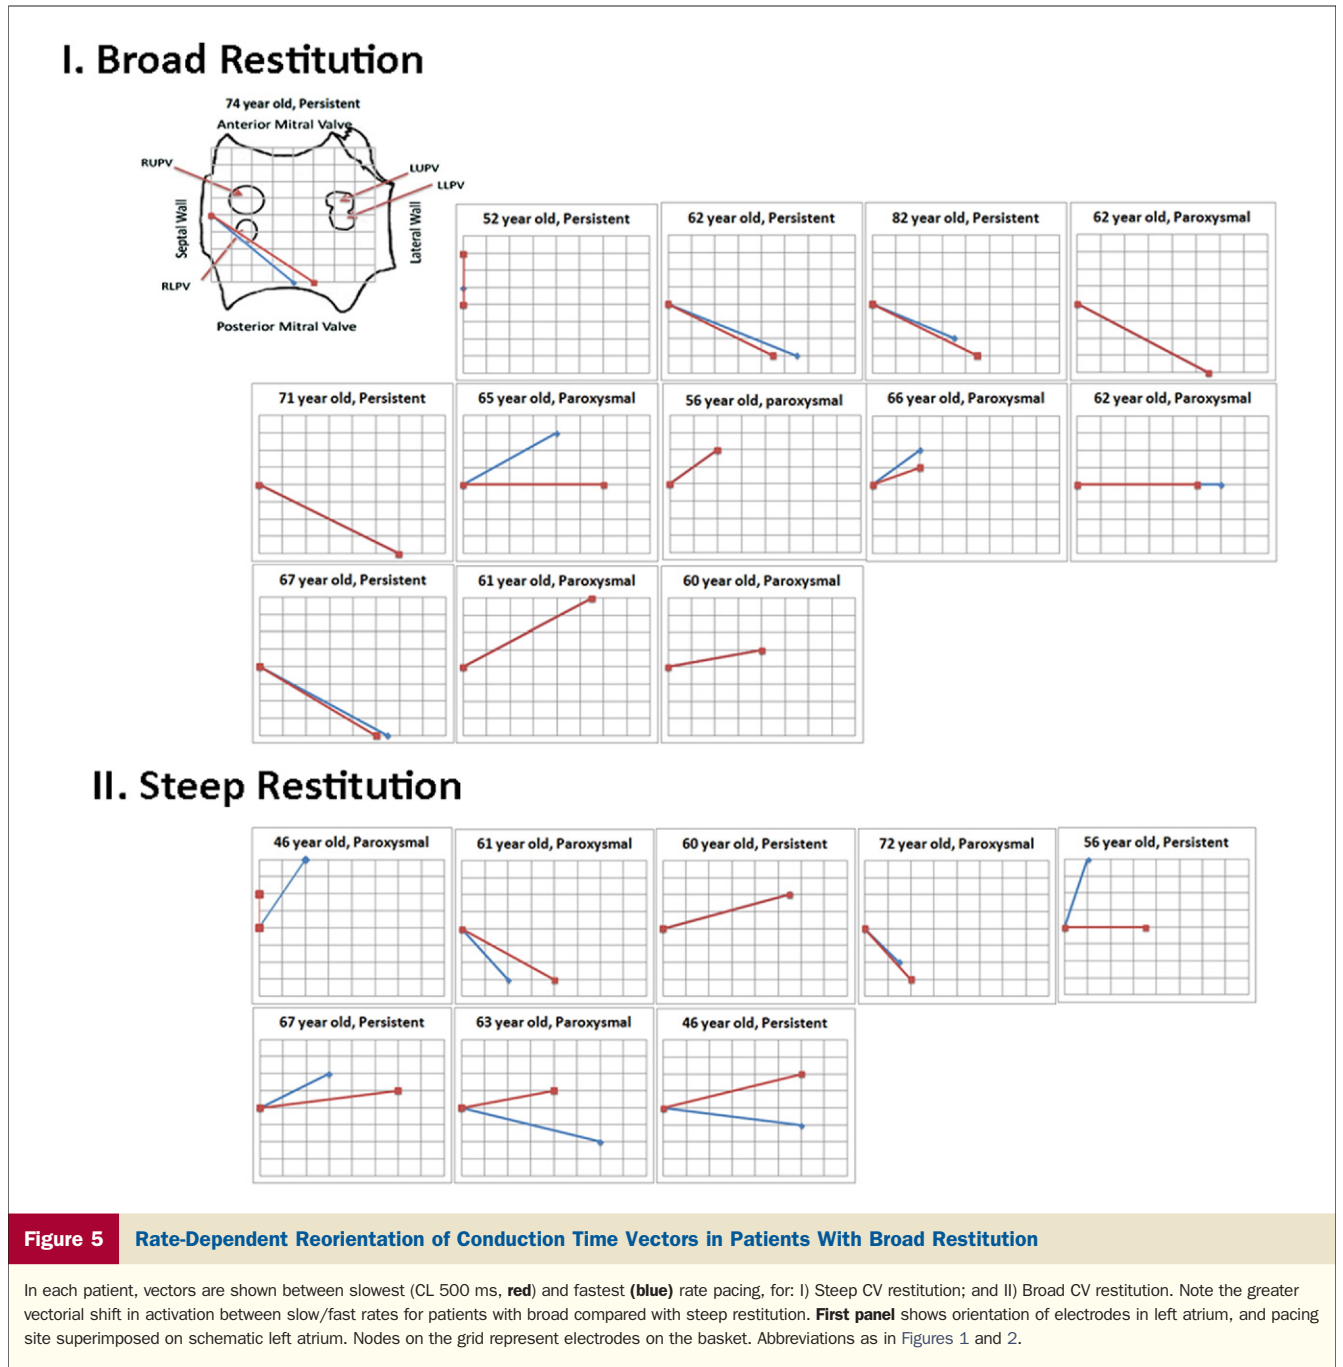 I. Broad Restitution
74 year old, Persistent
Anterior Mitral Valve
RUPV
LUPV
LLPV
Septal Wall
Lateral Wall
RLPV
Posterior Mitral Valve
52 year old, Persistent
62 year old, Persistent
82 year old, Persistent
62 year old, Paroxysmal
71 year old, Persistent
65 year old, Paroxysmal
56 year old, paroxysmal
66 year old, Paroxysmal
62 year old, Paroxysmal
67 year old, Persistent
61 year old, Paroxysmal
60 year old, Paroxysmal
II. Steep Restitution
46 year old, Paroxysmal
61 year old, Paroxysmal
60 year old, Persistent
72 year old, Paroxysmal
56 year old, Persistent
67 year old, Persistent
63 year old, Paroxysmal
46 year old, Persistent
Figure 5 Rate-Dependent Reorientation of Conduction Time Vectors in Patients With Broad Restitution
In each patient, vectors are shown between slowest (CL 500 ms, red) and fastest (blue) rate pacing, for: I) Steep CV restitution; and II) Broad CV restitution. Note the greater
vectorial shift in activation between slow/fast rates for patients with broad compared with steep restitution. First panel shows orientation of electrodes in left atrium, and pacing
site superimposed on schematic left atrium. Nodes on the grid represent electrodes on the basket. Abbreviations as in Figures 1 and 2.